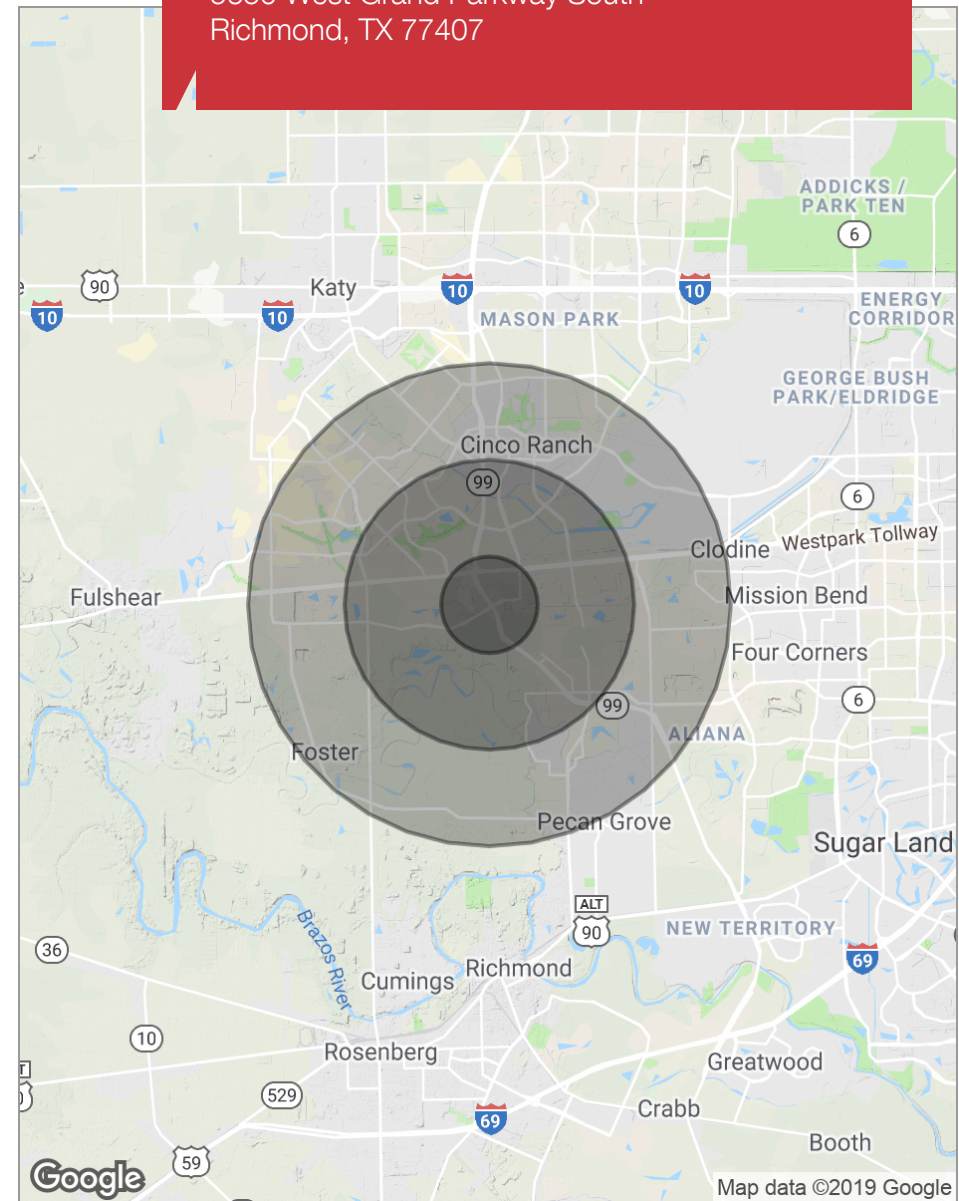 Richmond, TX 77407
ADDICKS /
PARK TEN
6
90
Katy
10
10
10
10
MASON PARK
ENERGY
CORRIDOR
GEORGE BUSH
PARK/ELDRIDGE
Cinco Ranch
99
6
Westpark Tollway
Clodine
Fulshear
Mission Bend
Four Corners
99
6
ALIANA
Foster
Pecan Grove
Sugar Land
ALT
90
NEW TERRITORY
36
69
Brazos River
Richmond
Cumings
10
Rosenberg
Greatwood
529
Crabb
69
Booth
59
Google
Map data ©2019 Google